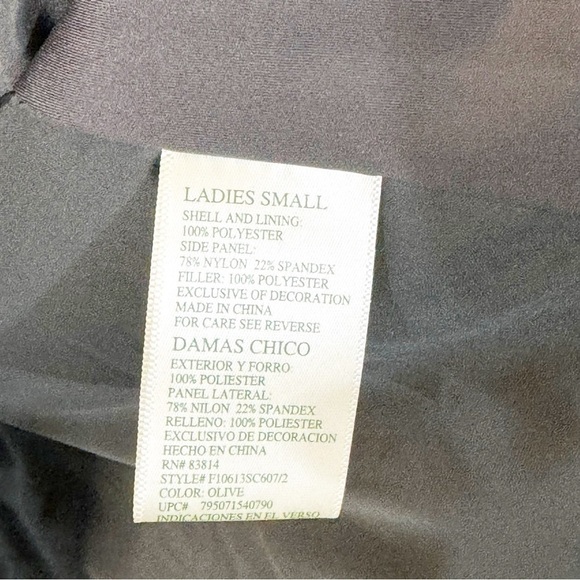 LADIES SMALL
SHELL AND LINING:
100% POLYESTER
SIDE PANEL:
78% NYLON 22% SPANDEX
FILLER: 100% POLYESTER
EXCLUSIVE OF DECORATION
MADE IN CHINA
FOR CARE SEE REVERSE
DAMAS CHICO
EXTERIOR Y FORRO:
100% POLIESTER
PANEL LATERAL:
78% NILON 22% SPANDEX
RELLENO: 100% POLIESTER
EXCLUSIVO DE DECORACION
HECHO EN CHINA
RN# 83814
STYLE# F10613SC607/2
COLOR: OLIVE
UPC# 795071540790
INDICACIONES EN EL VERSO